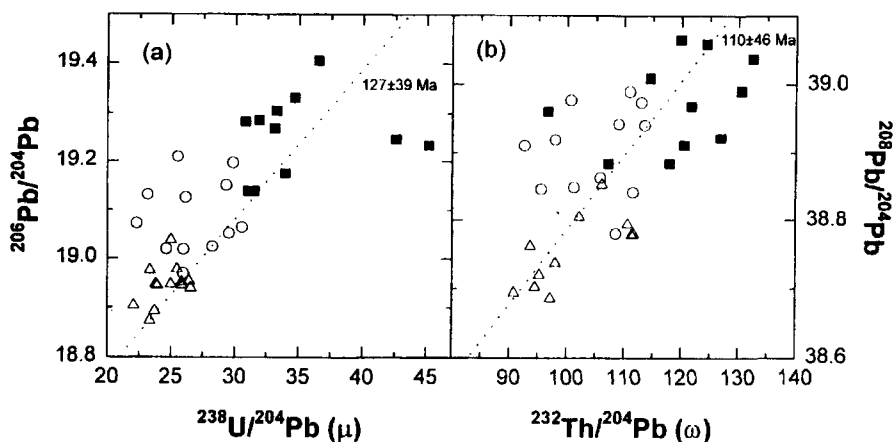 (a)
127±39 Ma
19.4
19.2
19.0
18.8
²⁰⁶Pb/²⁰⁴Pb
20 25 30 35 40 45
²³⁸U/²⁰⁴Pb (μ)
(b)
110±46 Ma
39.0
38.8
38.6
²⁰⁸Pb/²⁰⁴Pb
90 100 110 120 130 140
²³²Th/²⁰⁴Pb (ω)